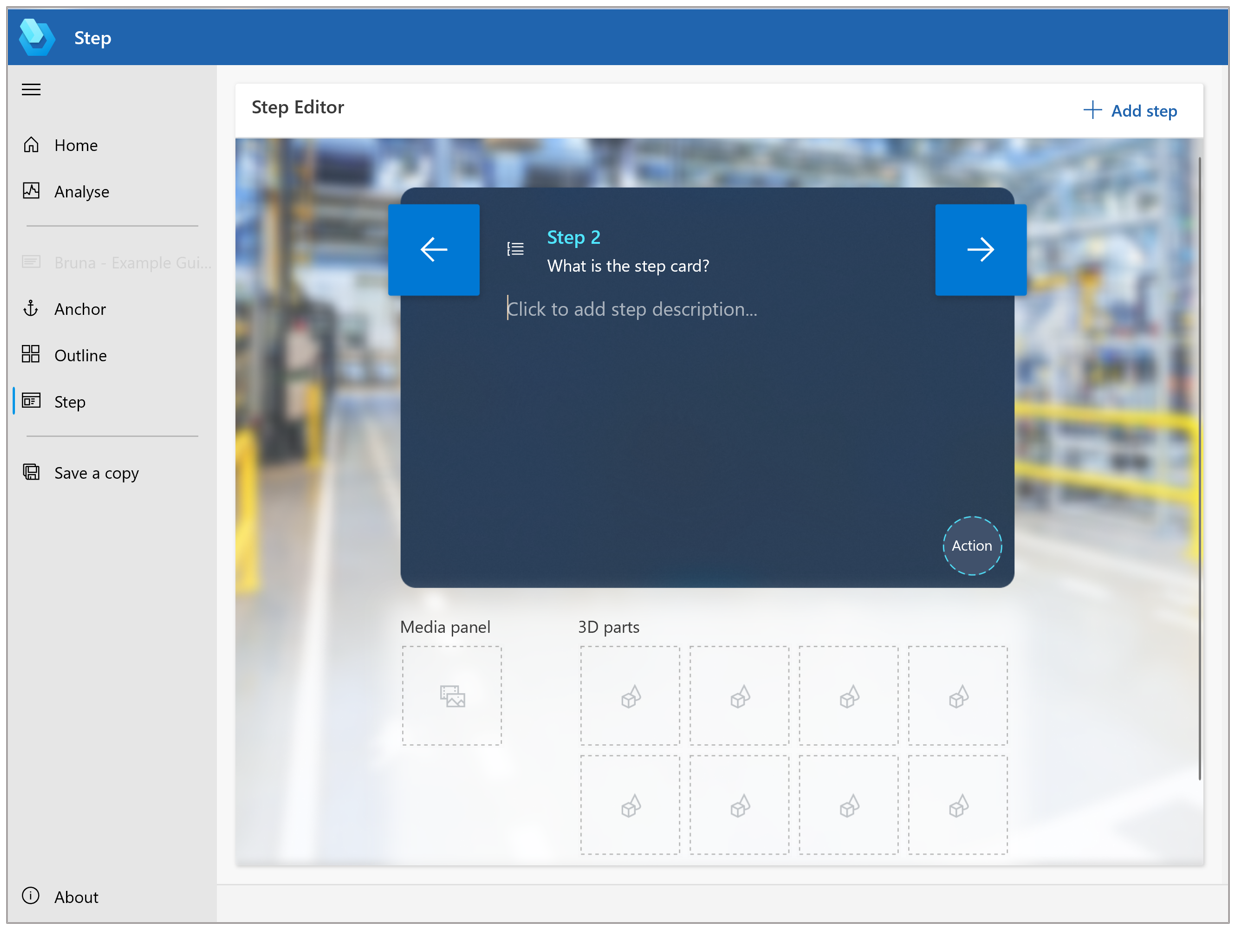 Step
Home
Analyse
Bruna - Example Gui...
Anchor
Outline
Step
Save a copy
About
Step Editor
Add step
Step 2
What is the step card?
Click to add step description...
Action
Media panel
3D parts